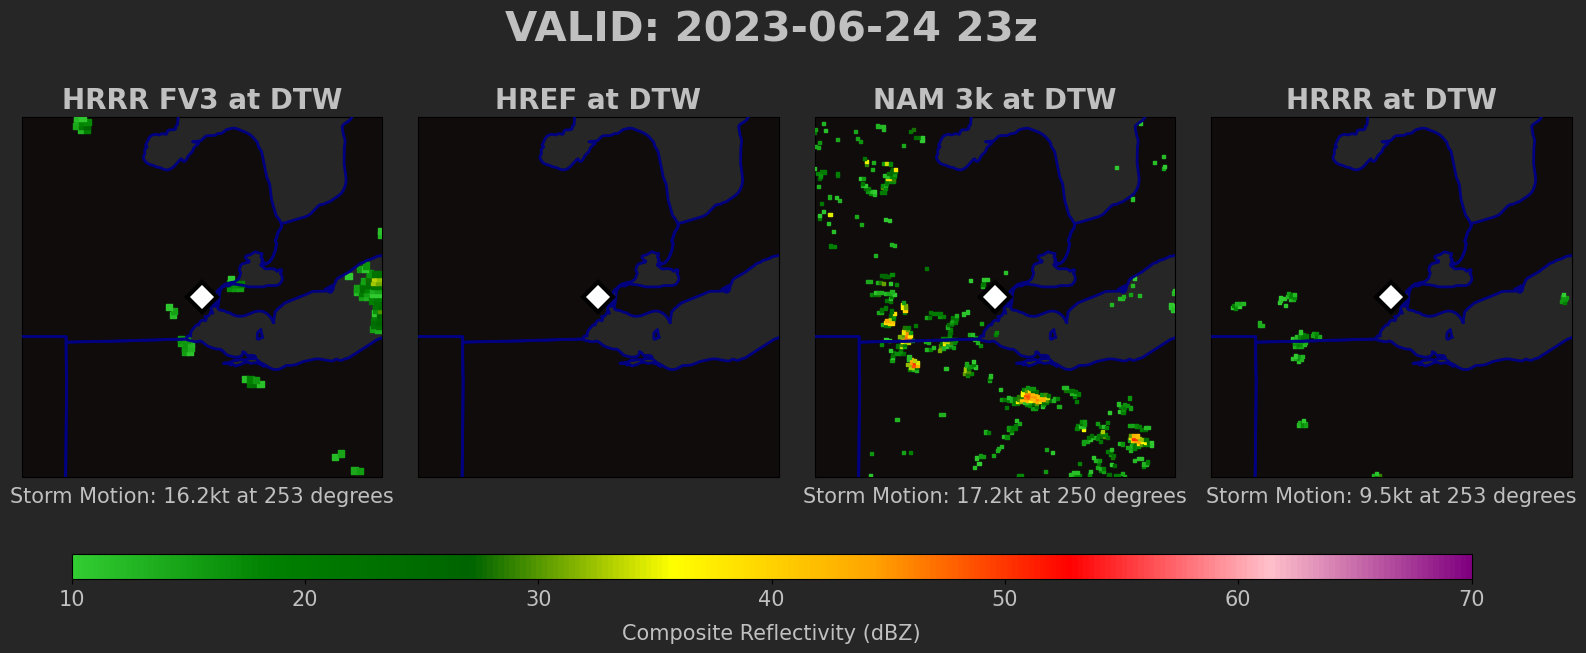 VALID: 2023-06-24 23z
HRRR FV3 at DTW
HREF at DTW
NAM 3k at DTW
HRRR at DTW
Storm Motion: 16.2kt at 253 degrees
Storm Motion: 17.2kt at 250 degrees
Storm Motion: 9.5kt at 253 degrees
10 20 30 40 50 60 70
Composite Reflectivity (dBZ)